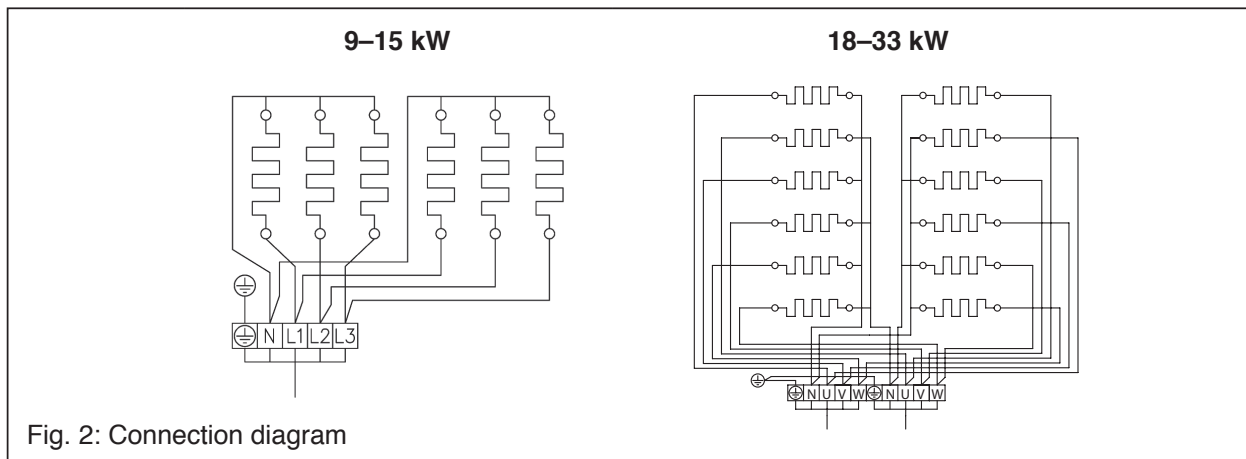 9–15 kW
18–33 kW
N L1 L2 L3
N U V W N U V W
Fig. 2: Connection diagram